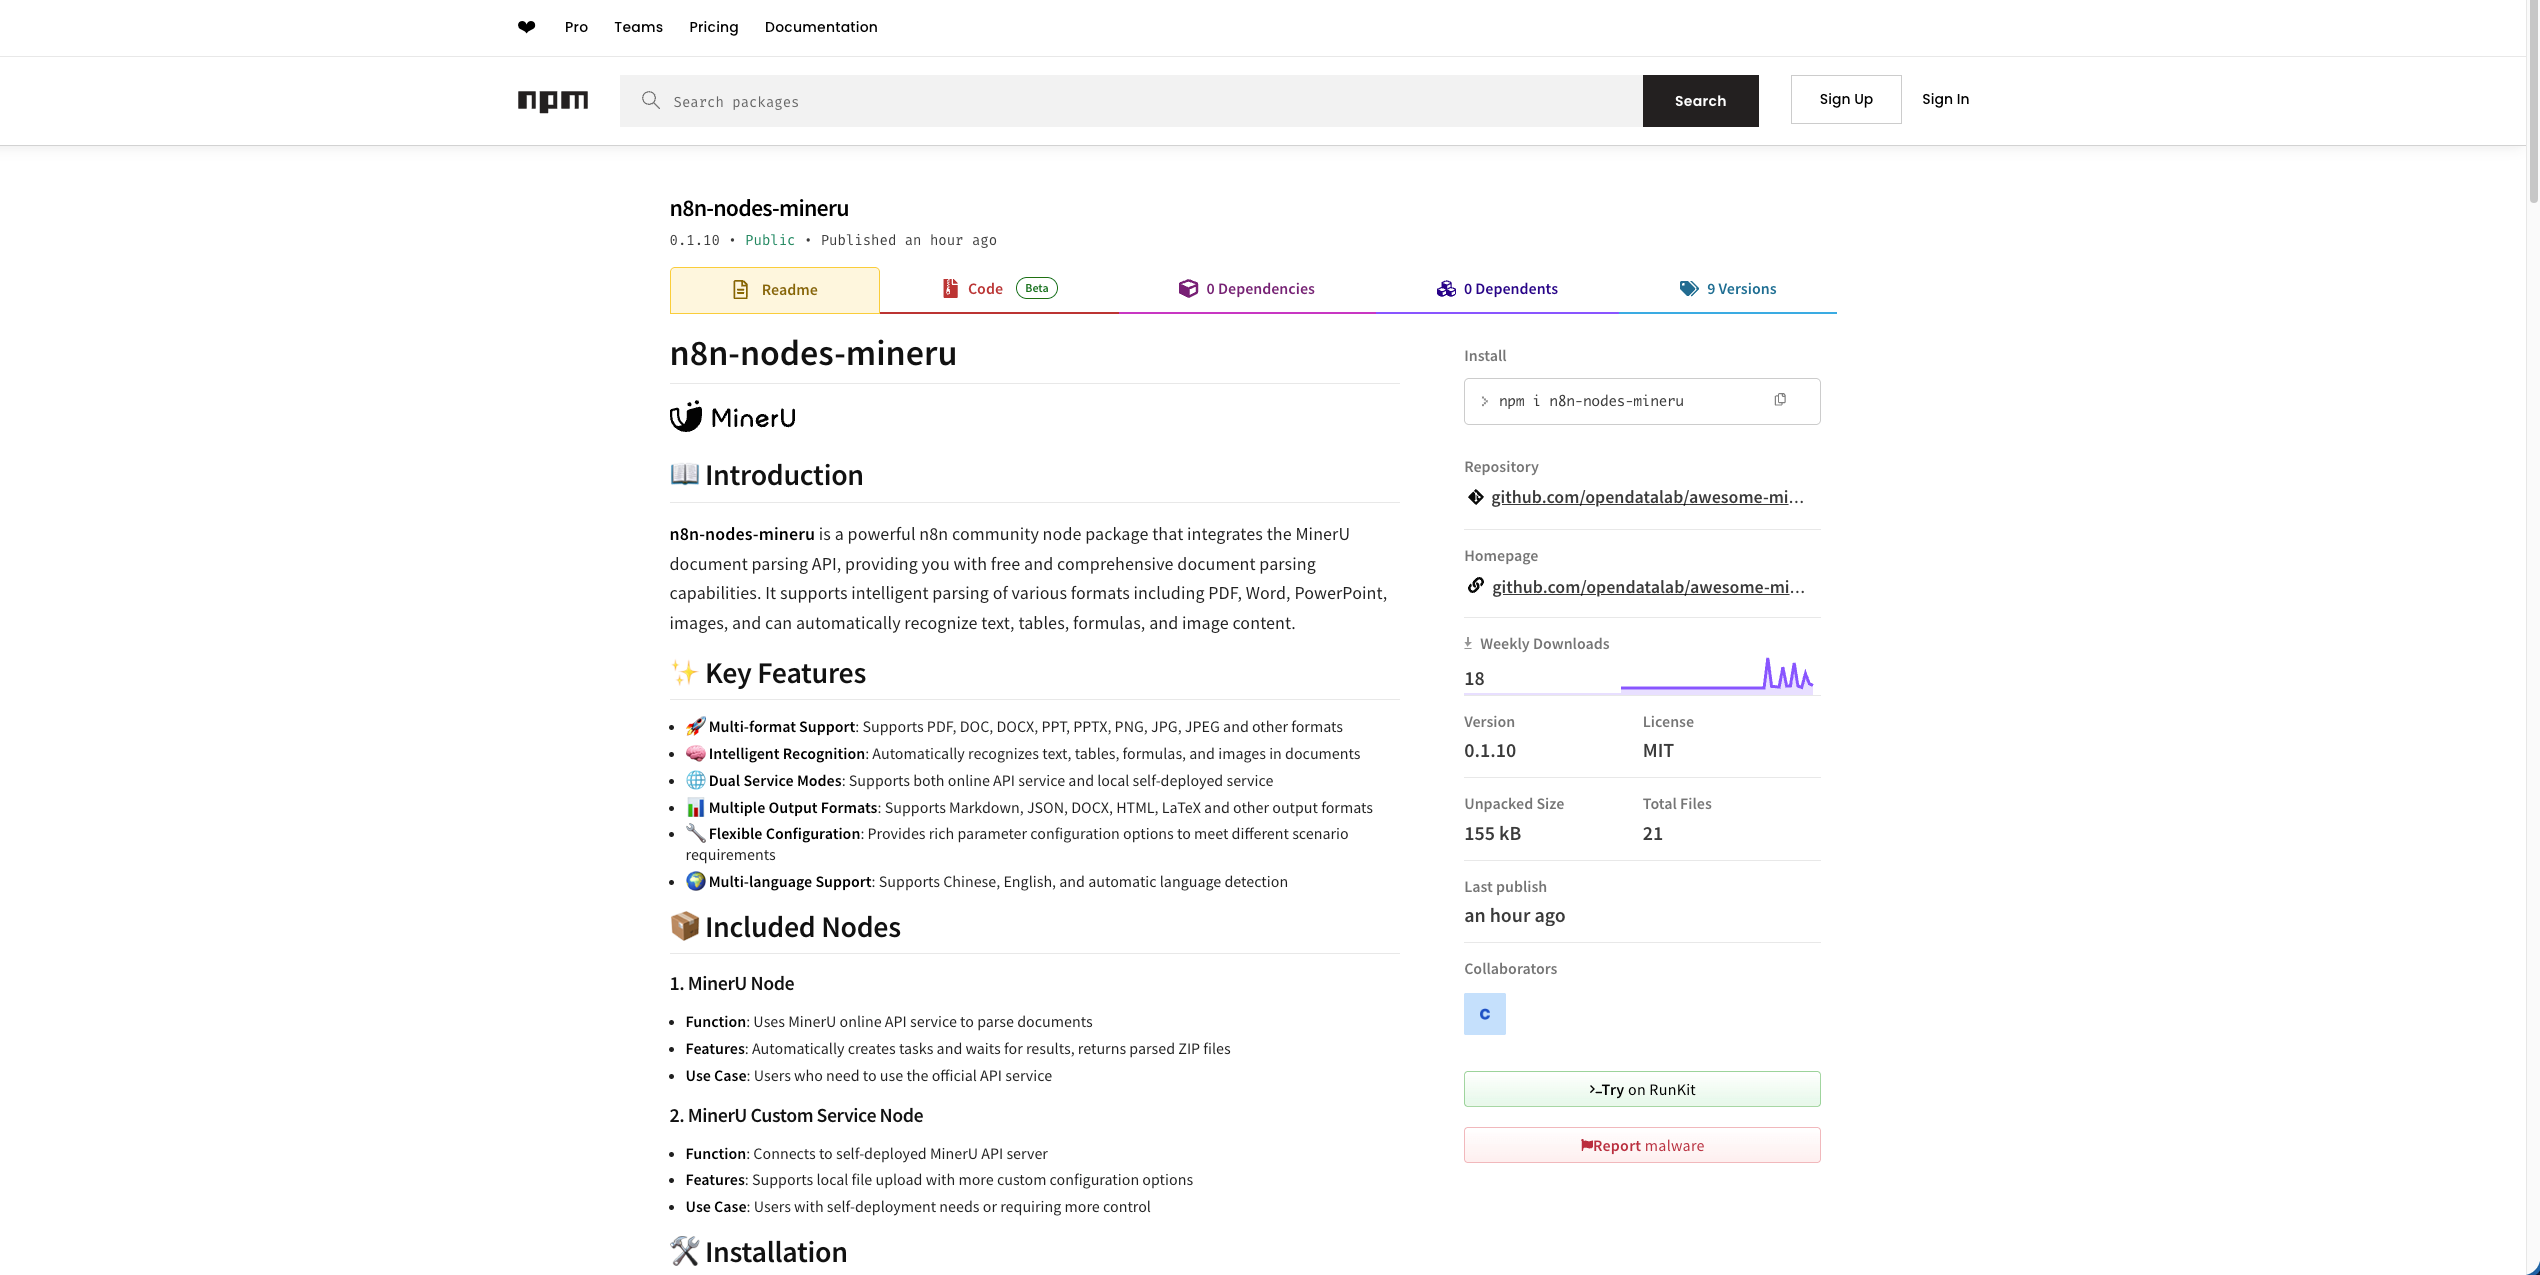 Pro Teams Pricing Documentation
npm Search packages Search Sign Up Sign In
n8n-nodes-mineru
0.1.10 • Public • Published an hour ago
Readme Code Beta 0 Dependencies 0 Dependents 9 Versions
n8n-nodes-mineru
MinerU
📖 Introduction
n8n-nodes-mineru is a powerful n8n community node package that integrates the MinerU
document parsing API, providing you with free and comprehensive document parsing
capabilities. It supports intelligent parsing of various formats including PDF, Word, PowerPoint,
images, and can automatically recognize text, tables, formulas, and image content.
✨ Key Features
• 🚀 Multi-format Support: Supports PDF, DOC, DOCX, PPT, PPTX, PNG, JPG, JPEG and other formats
• 🧠 Intelligent Recognition: Automatically recognizes text, tables, formulas, and images in documents
• 🌐 Dual Service Modes: Supports both online API service and local self-deployed service
• 📊 Multiple Output Formats: Supports Markdown, JSON, DOCX, HTML, LaTeX and other output formats
• 🔧 Flexible Configuration: Provides rich parameter configuration options to meet different scenario
requirements
• 🌍 Multi-language Support: Supports Chinese, English, and automatic language detection
📦 Included Nodes
1. MinerU Node
• Function: Uses MinerU online API service to parse documents
• Features: Automatically creates tasks and waits for results, returns parsed ZIP files
• Use Case: Users who need to use the official API service
2. MinerU Custom Service Node
• Function: Connects to self-deployed MinerU API server
• Features: Supports local file upload with more custom configuration options
• Use Case: Users with self-deployment needs or requiring more control
🛠️ Installation
Install
> npm i n8n-nodes-mineru
Repository
github.com/opendatalab/awesome-mi...
Homepage
github.com/opendatalab/awesome-mi...
Weekly Downloads
18
Version License
0.1.10 MIT
Unpacked Size Total Files
155 kB 21
Last publish
an hour ago
Collaborators
C
>_Try on RunKit
Report malware